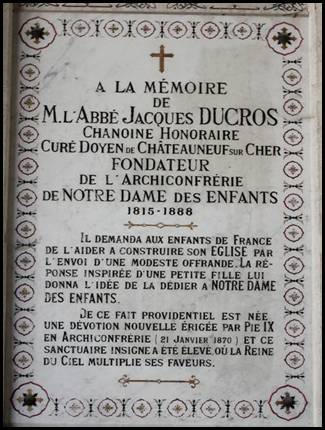 A LA MÉMOIRE
DE
M. L'ABBÉ JACQUES DUCROS
CHANOINE HONORAIRE
CURÉ DOYEN DE CHÂTEAUNEUF SUR CHER
FONDATEUR
DE L'ARCHICONFRÉRIE
DE NOTRE DAME DES ENFANTS
1815-1888
IL DEMANDA AUX ENFANTS DE FRANCE
DE L'AIDER A CONSTRUIRE SON EGLISE PAR
L'ENVOI D'UNE MODESTE OFFRANDE. LA RÉ-
PONSE INSPIRÉE D'UNE PETITE FILLE LUI
DONNA L'IDÉE DE LA DÉDIER A NOTRE DAME
DES ENFANTS.
DE CE FAIT PROVIDENTIEL EST NÉE
UNE DÉVOTION NOUVELLE ÉRIGÉE PAR PIE IX
EN ARCHICONFRÉRIE (21 JANVIER 1870) ET CE
SANCTUAIRE INSIGNE A ÉTÉ ÉLEVÉ, OÙ LA REINE
DU CIEL MULTIPLIE SES FAVEURS.